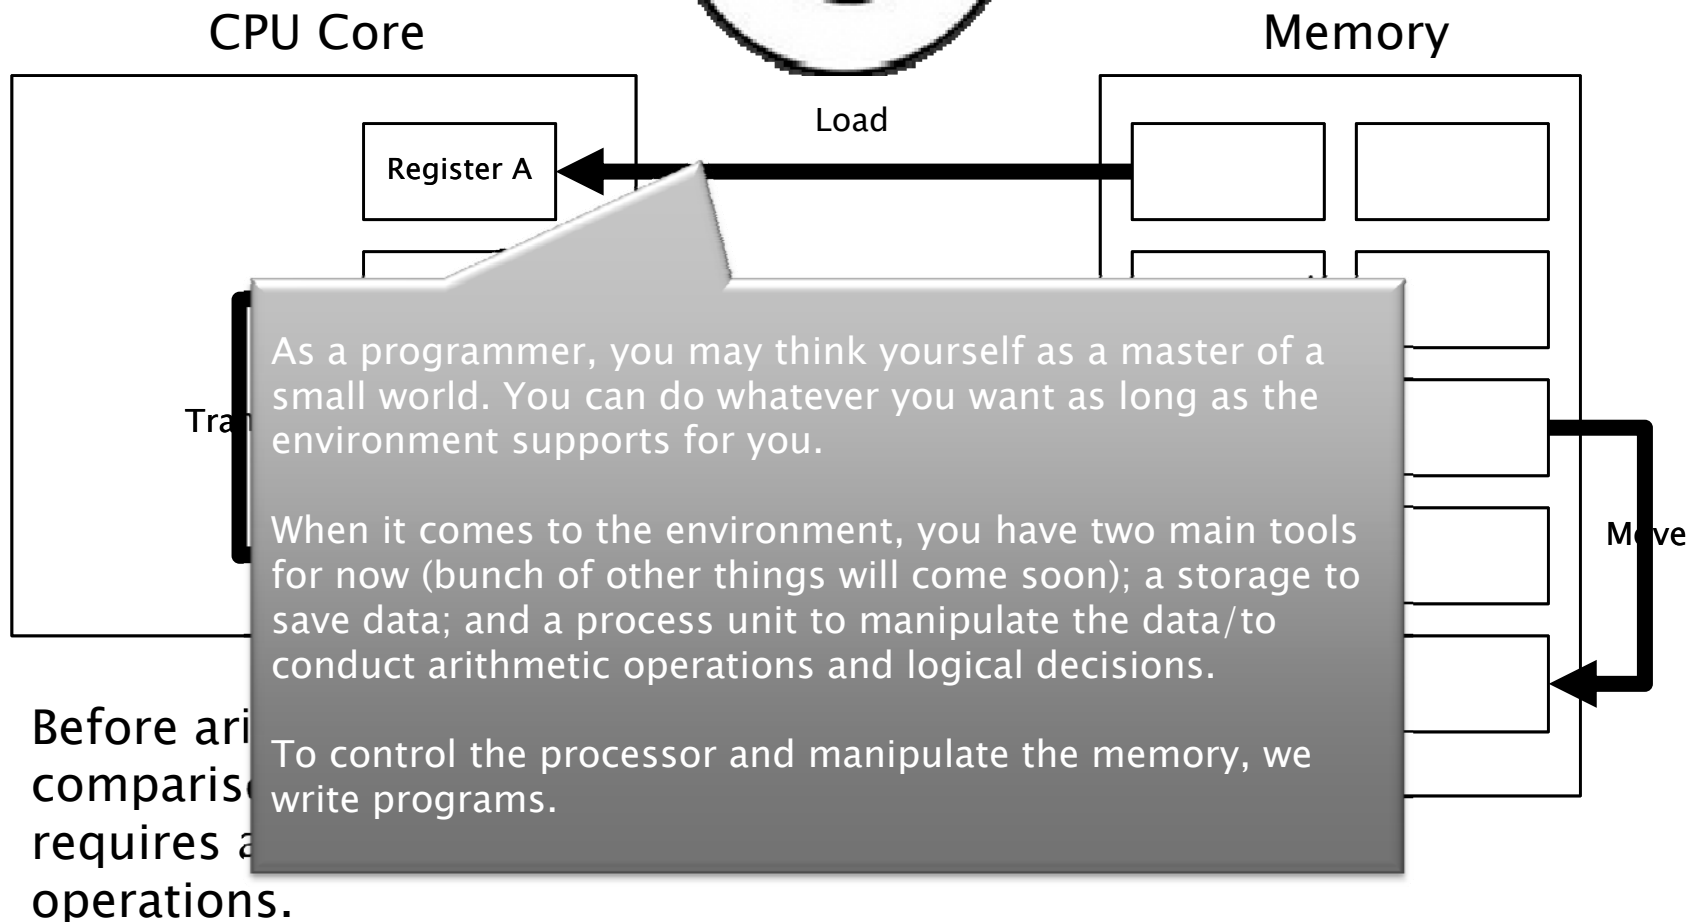 CPU Core
Memory
Load
Register A
As a programmer, you may think yourself as a master of a
small world. You can do whatever you want as long as the
environment supports for you.
When it comes to the environment, you have two main tools
for now (bunch of other things will come soon); a storage to
save data; and a process unit to manipulate the data/to
conduct arithmetic operations and logical decisions.
To control the processor and manipulate the memory, we
write programs.
Move
Before
requires
operations.